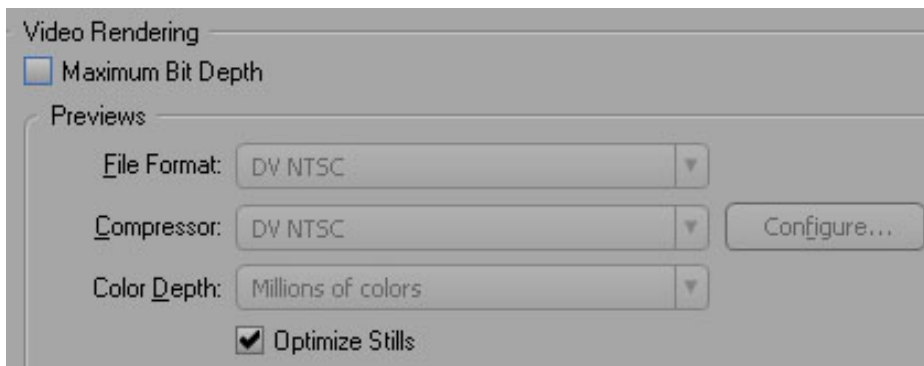 Video Rendering
Maximum Bit Depth
Previews
File Format: DV NTSC
Compressor: DV NTSC Configure...
Color Depth: Millions of colors
Optimize Stills